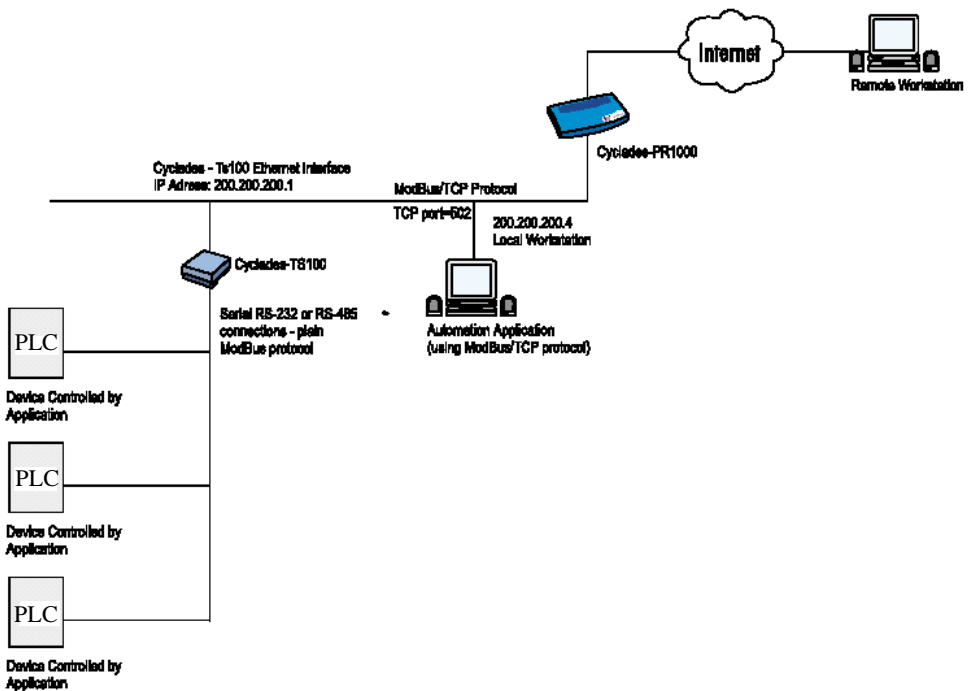 Internet
Remote Workstation
Cyclades-PR1000
Cyclades - Ts100 Ethernet Interface
IP Adress: 200.200.200.1
ModBus/TCP Protocol
TCP port=502
200.200.200.4
Local Workstation
Cyclades-TS100
Serial RS-232 or RS-485
connections - plain
ModBus protocol
Automation Application
(using ModBus/TCP protocol)
PLC
Device Controlled by
Application
PLC
Device Controlled by
Application
PLC
Device Controlled by
Application